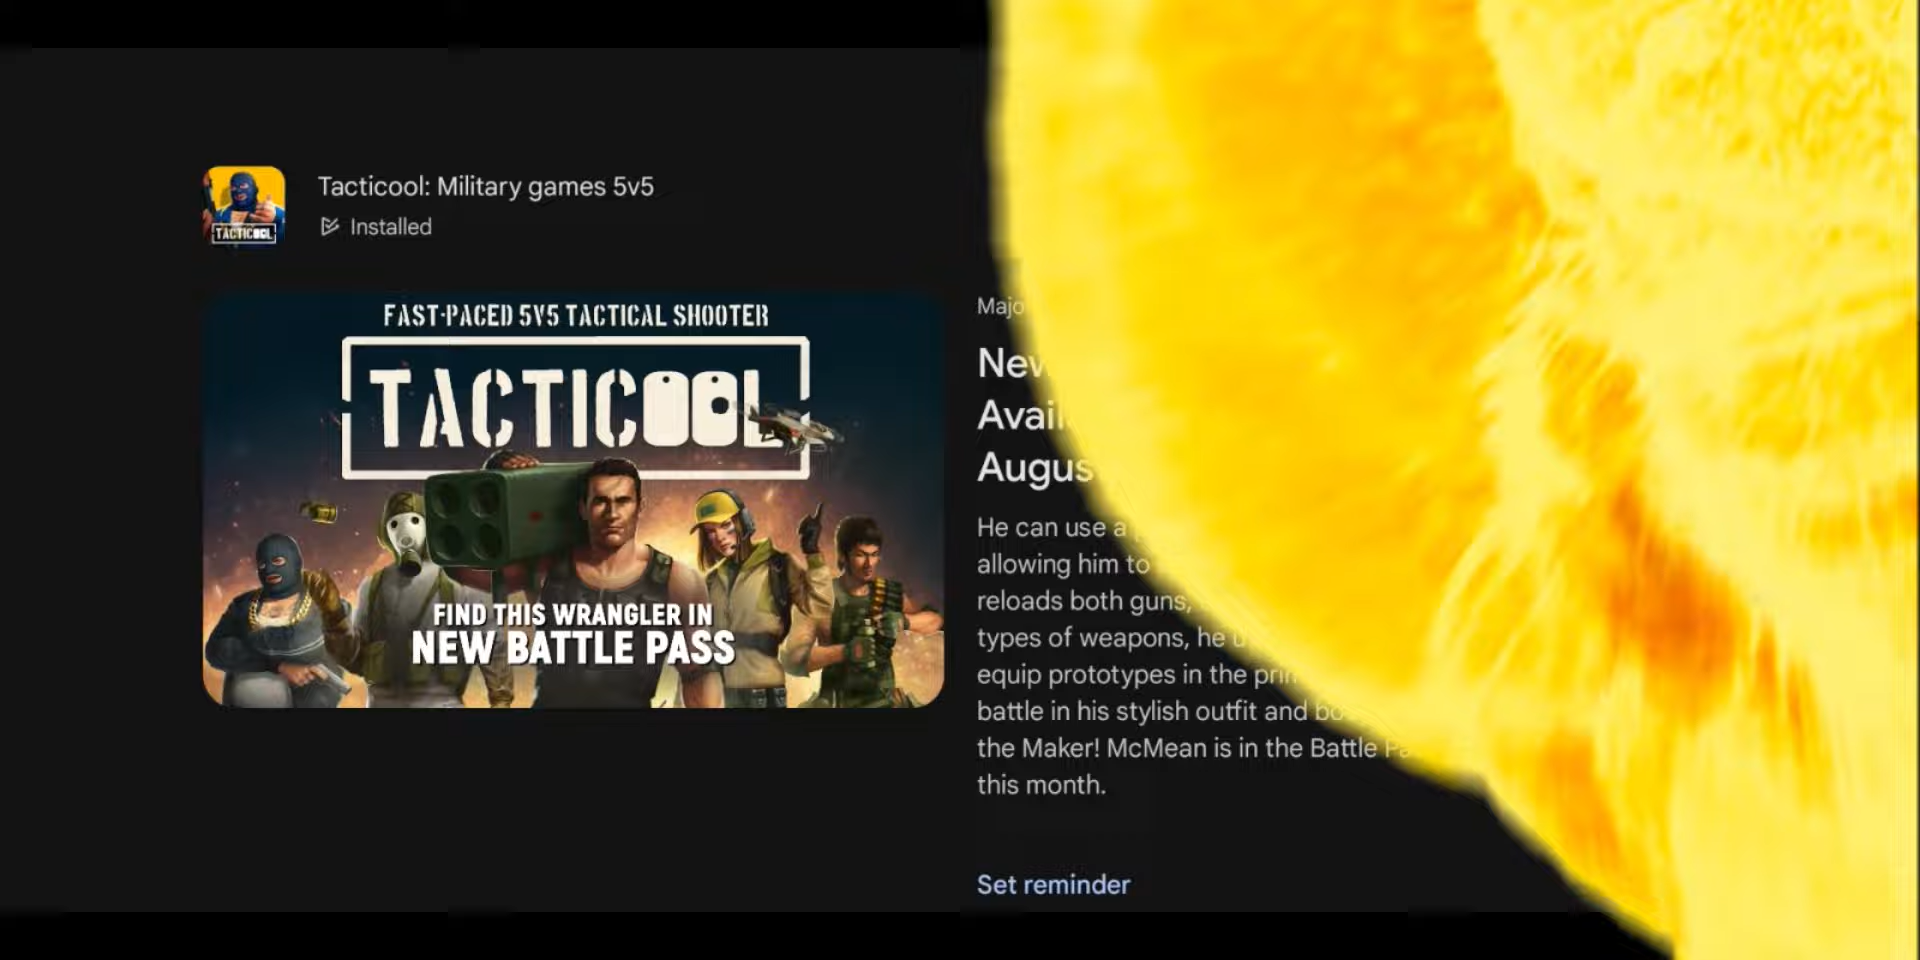 Tacticool: Military games 5v5
TACTICOOL
Installed
FAST-PACED 5V5 TACTICAL SHOOTER
TACTICOOL
FIND THIS WRANGLER IN
NEW BATTLE PASS
He can use a
allowing him to
reloads both guns,
types of weapons, he
equip prototypes in the
battle in his stylish outfit and
the Maker! McMean is in the Battle
this month.
Set reminder